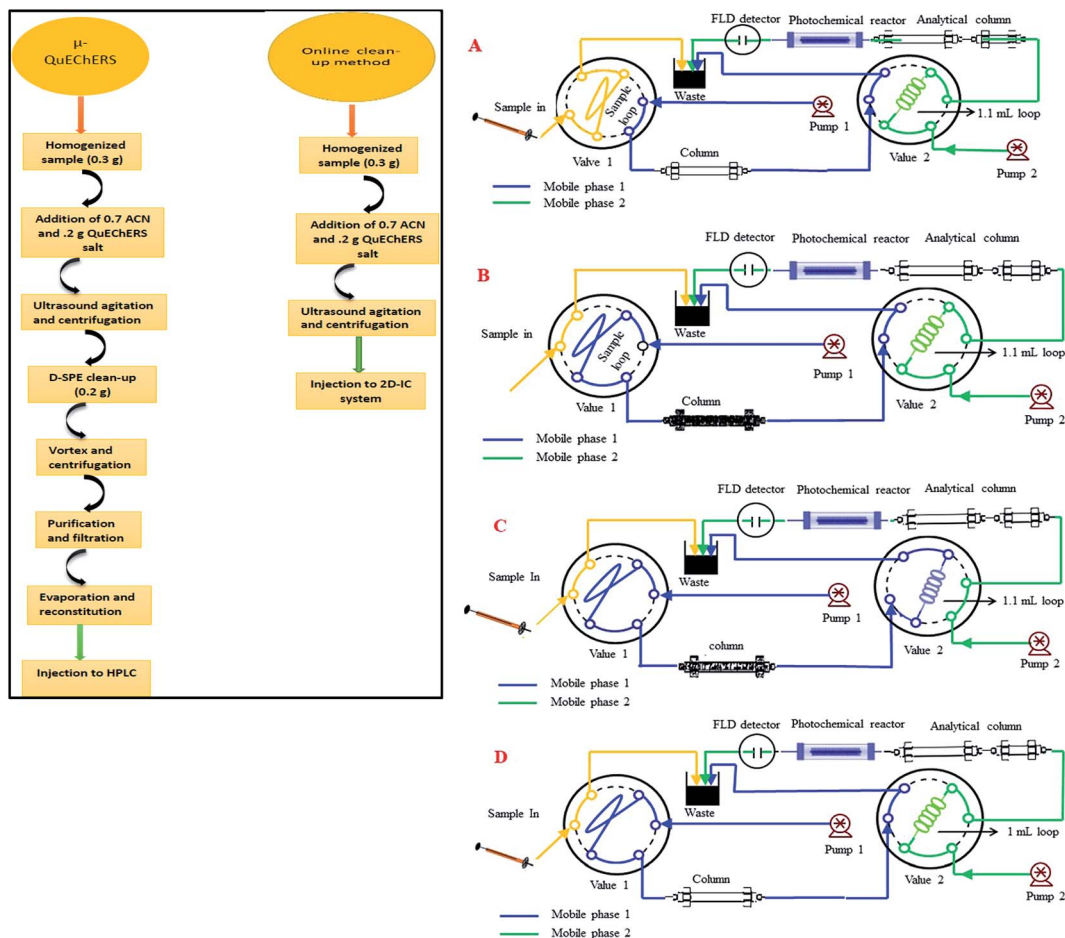 μ-
QuEChERS
Homogenized
sample (0.3 g)
Addition of 0.7 ACN
and .2 g QuEChERS
salt
Ultrasound agitation
and centrifugation
D-SPE clean-up
(0.2 g)
Vortex and
centrifugation
Purification
and filtration
Evaporation and
reconstitution
Injection to HPLC
Online clean-
up method
Homogenized
sample (0.3 g)
Addition of 0.7 ACN
and .2 g QuEChERS
salt
Ultrasound agitation
and centrifugation
Injection to 2D-IC
system
A
FLD detector
Photochemical reactor
Analytical column
Sample in
Sample loop
Waste
Pump 1
1.1 mL loop
Valve 1
Column
Value 2
Pump 2
Mobile phase 1
Mobile phase 2
B
FLD detector
Photochemical reactor
Analytical column
Sample in
Sample loop
Waste
Pump 1
1.1 mL loop
Value 1
Column
Value 2
Pump 2
Mobile phase 1
Mobile phase 2
C
FLD detector
Photochemical reactor
Analytical column
Sample In
Waste
Pump 1
1.1 mL loop
Value 1
column
Value 2
Pump 2
Mobile phase 1
Mobile phase 2
D
FLD detector
Photochemical reactor
Analytical column
Sample In
Waste
Pump 1
1 mL loop
Value 1
Column
Value 2
Pump 2
Mobile phase 1
Mobile phase 2